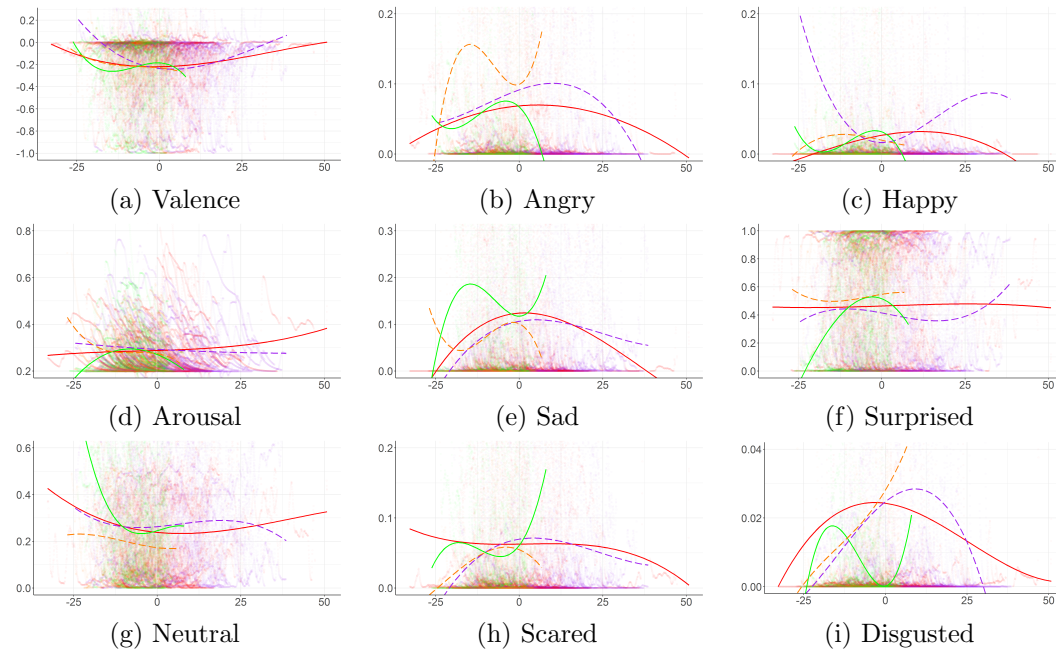 0.0
-0.2
-0.4
-0.6
-0.8
-1.0
-25 0 25 50
(a) Valence
0.2
0.1
0.0
-25 0 25 50
(b) Angry
0.2
0.1
0.0
-25 0 25 50
(c) Happy
0.8
0.6
0.4
0.2
-25 0 25 50
(d) Arousal
0.3
0.2
0.1
0.0
-25 0 25 50
(e) Sad
1.0
0.8
0.6
0.4
0.2
0.0
-25 0 25 50
(f) Surprised
0.6
0.4
0.2
0.0
-25 0 25 50
(g) Neutral
0.2
0.1
0.0
-25 0 25 50
(h) Scared
0.04
0.02
0.00
-25 0 25 50
(i) Disgusted